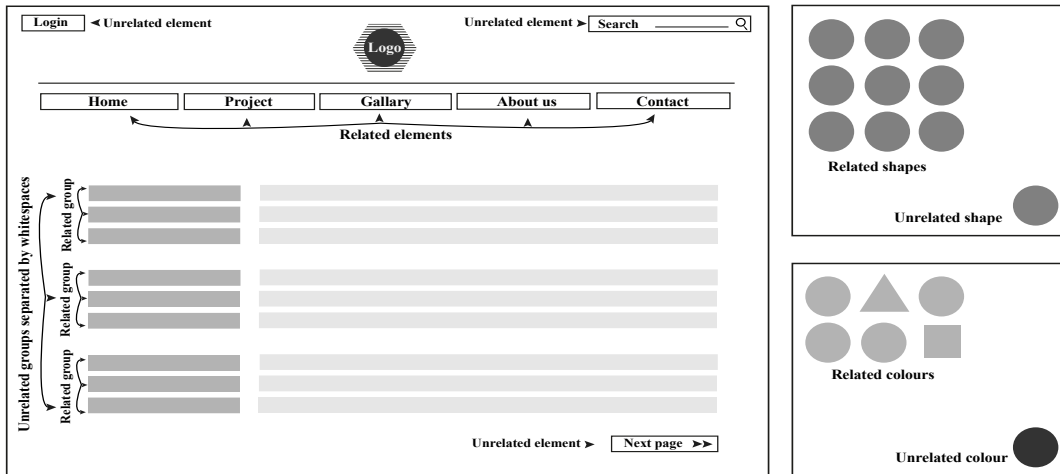 Login
Unrelated element
Unrelated element
Search
Logo
Home
Project
Gallary
About us
Contact
Related elements
Unrelated groups separated by whitespaces
Related group
Related group
Related group
Unrelated element
Next page
Related shapes
Unrelated shape
Related colours
Unrelated colour